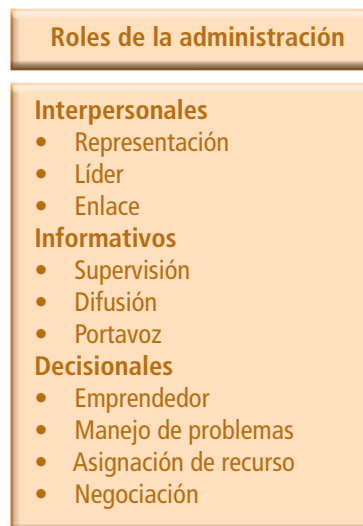 Roles de la administración
Interpersonales
• Representación
• Líder
• Enlace
Informativos
• Supervisión
• Difusión
• Portavoz
Decisionales
• Emprendedor
• Manejo de problemas
• Asignación de recurso
• Negociación